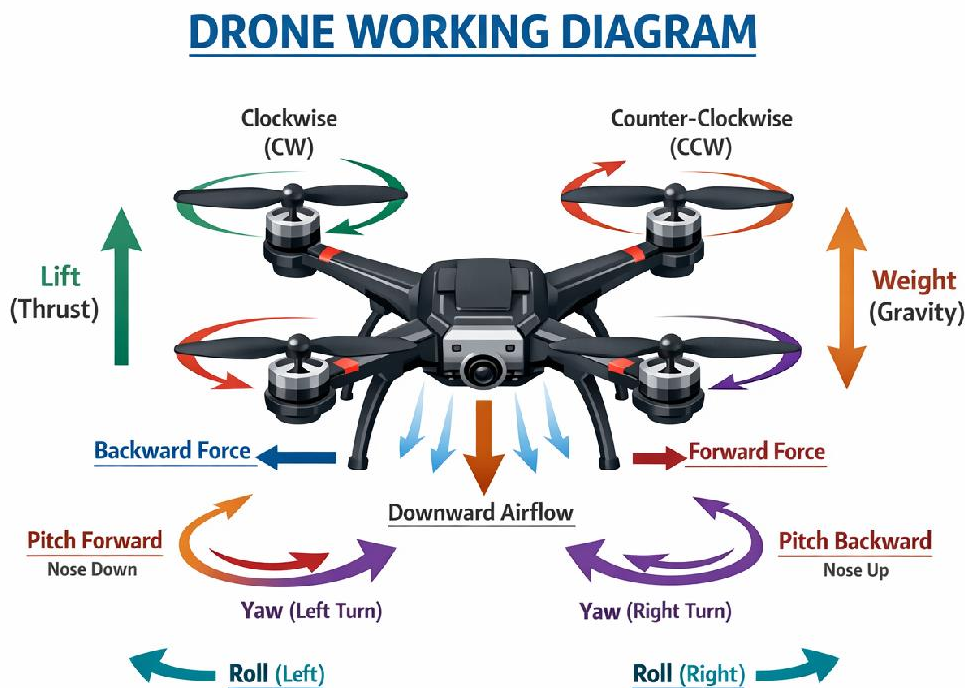 DRONE WORKING DIAGRAM
Clockwise
(CW)
Counter-Clockwise
(CCW)
Lift
(Thrust)
Weight
(Gravity)
Backward Force
Forward Force
Downward Airflow
Pitch Forward
Nose Down
Pitch Backward
Nose Up
Yaw (Left Turn)
Yaw (Right Turn)
Roll (Left)
Roll (Right)